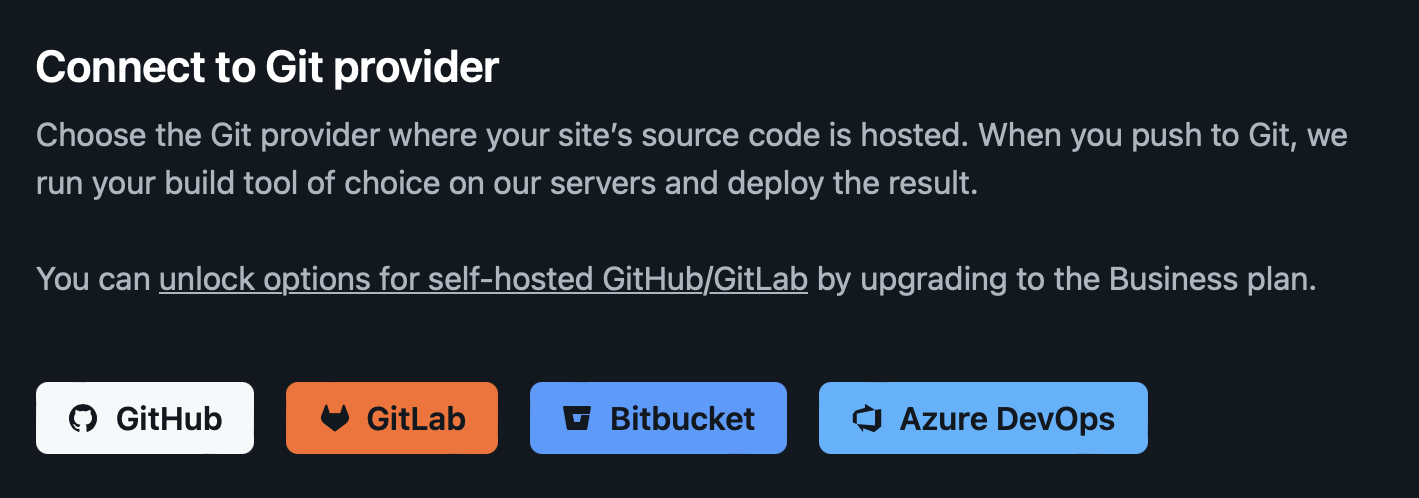 Connect to Git provider
Choose the Git provider where your site’s source code is hosted. When you push to Git, we
run your build tool of choice on our servers and deploy the result.
You can unlock options for self-hosted GitHub/GitLab by upgrading to the Business plan.
GitHub GitLab Bitbucket Azure DevOps